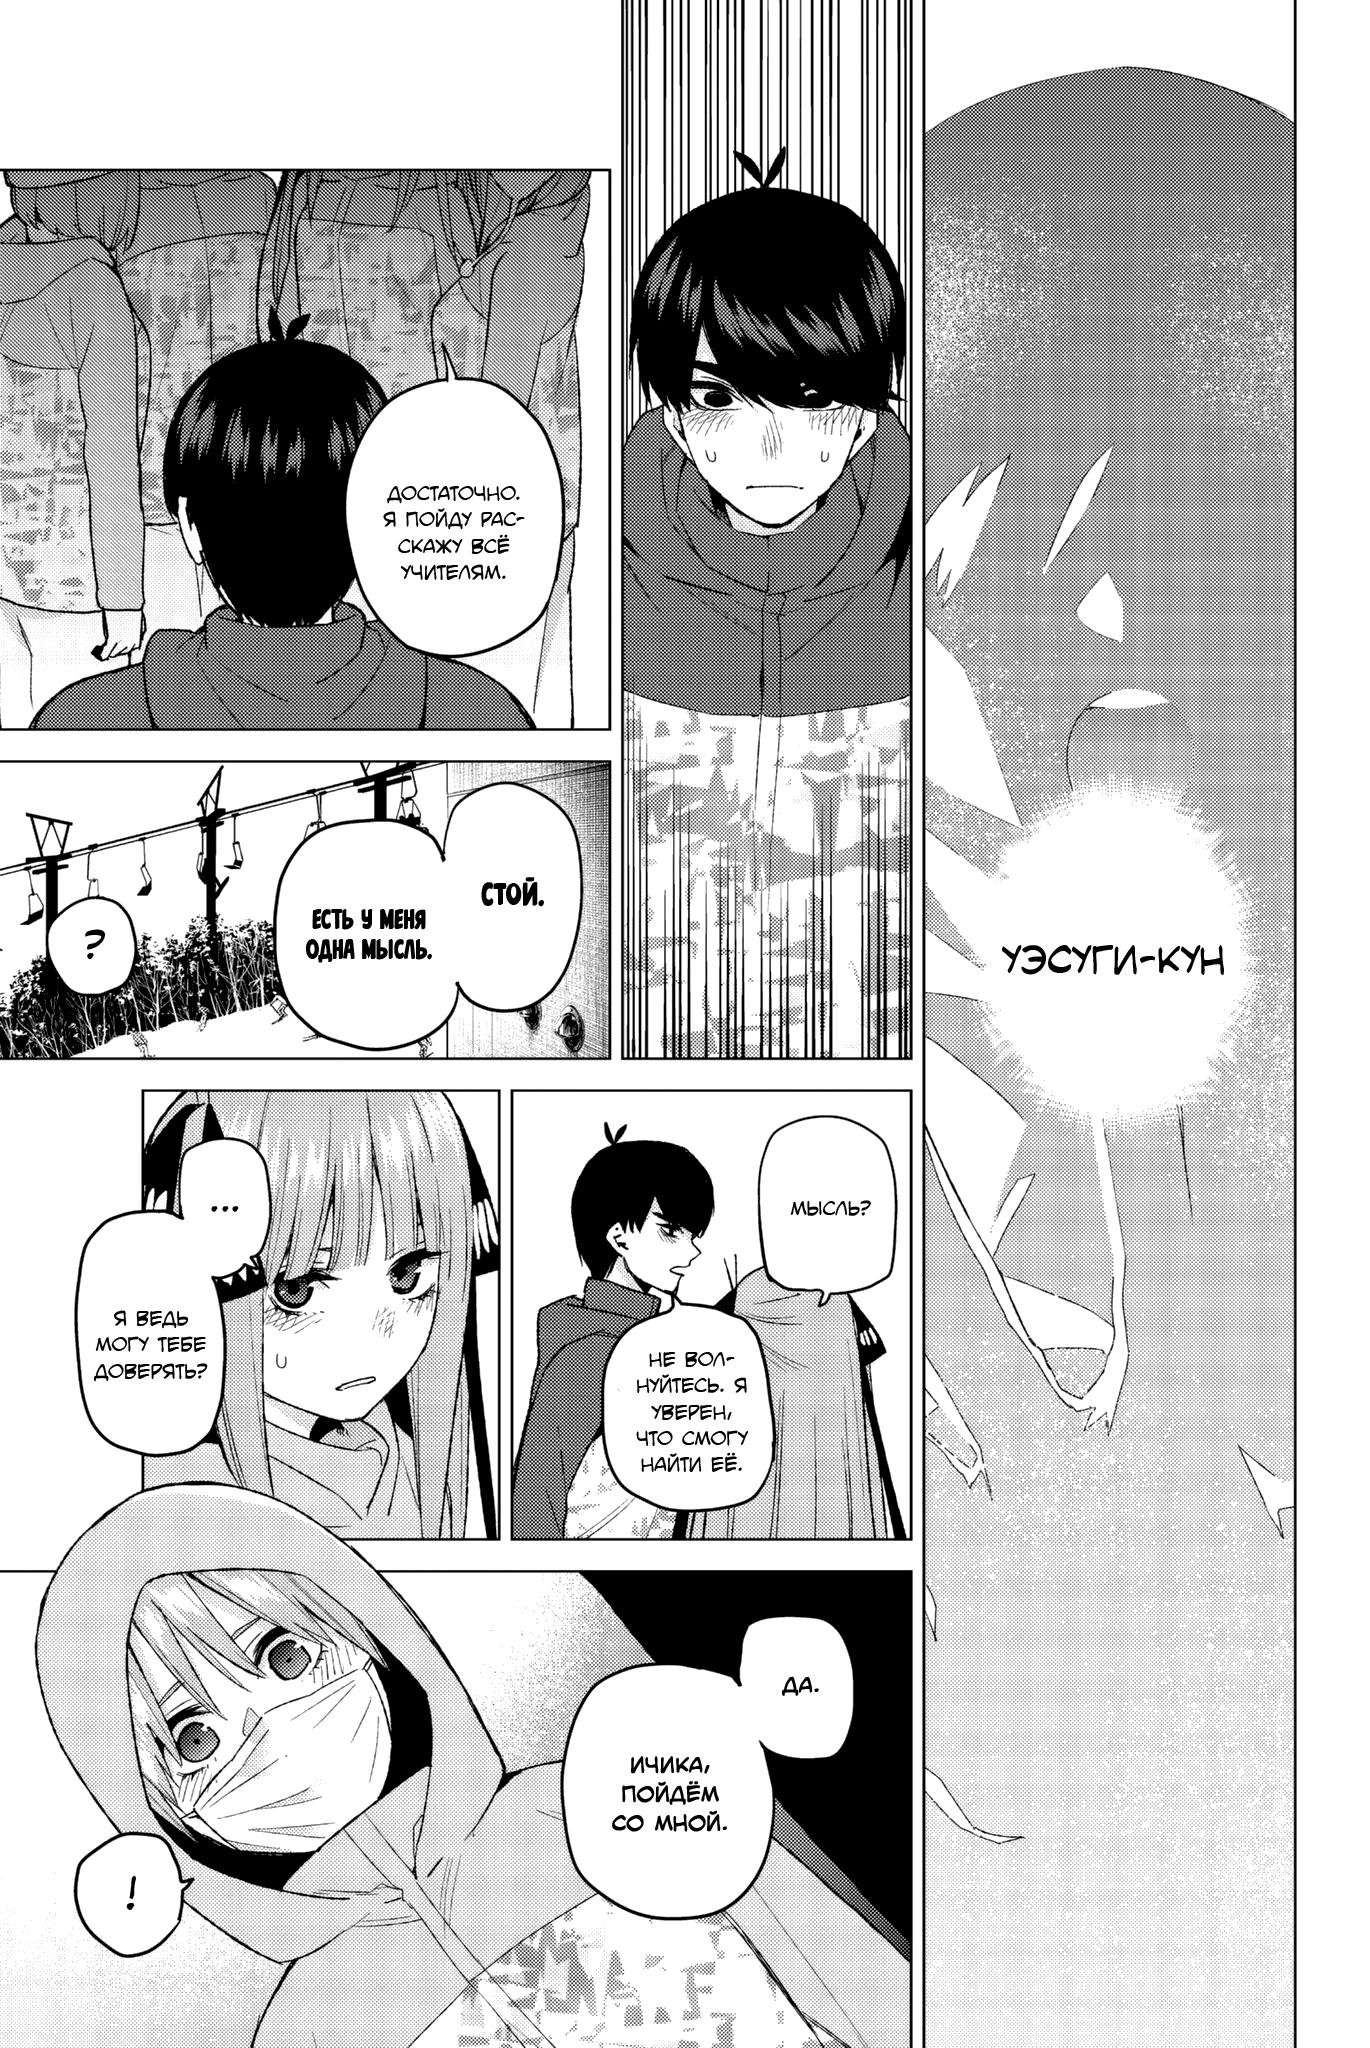 УЭСУГИ-КУН
ДОСТАТОЧНО.
Я ПОЙДУ РАС-
СКАЖУ ВСЁ
УЧИТЕЛЯМ.
СТОЙ.
ЕСТЬ У МЕНЯ
ОДНА МЫСЛЬ.
?
МЫСЛЬ?
НЕ ВОЛ-
НУЙТЕСЬ. Я
УВЕРЕН,
ЧТО СМОГУ
НАЙТИ ЕЁ.
...
Я ВЕДЬ
МОГУ ТЕБЕ
ДОВЕРЯТЬ?
ДА.
ИЧИКА,
ПОЙДЁМ
СО МНОЙ.
!